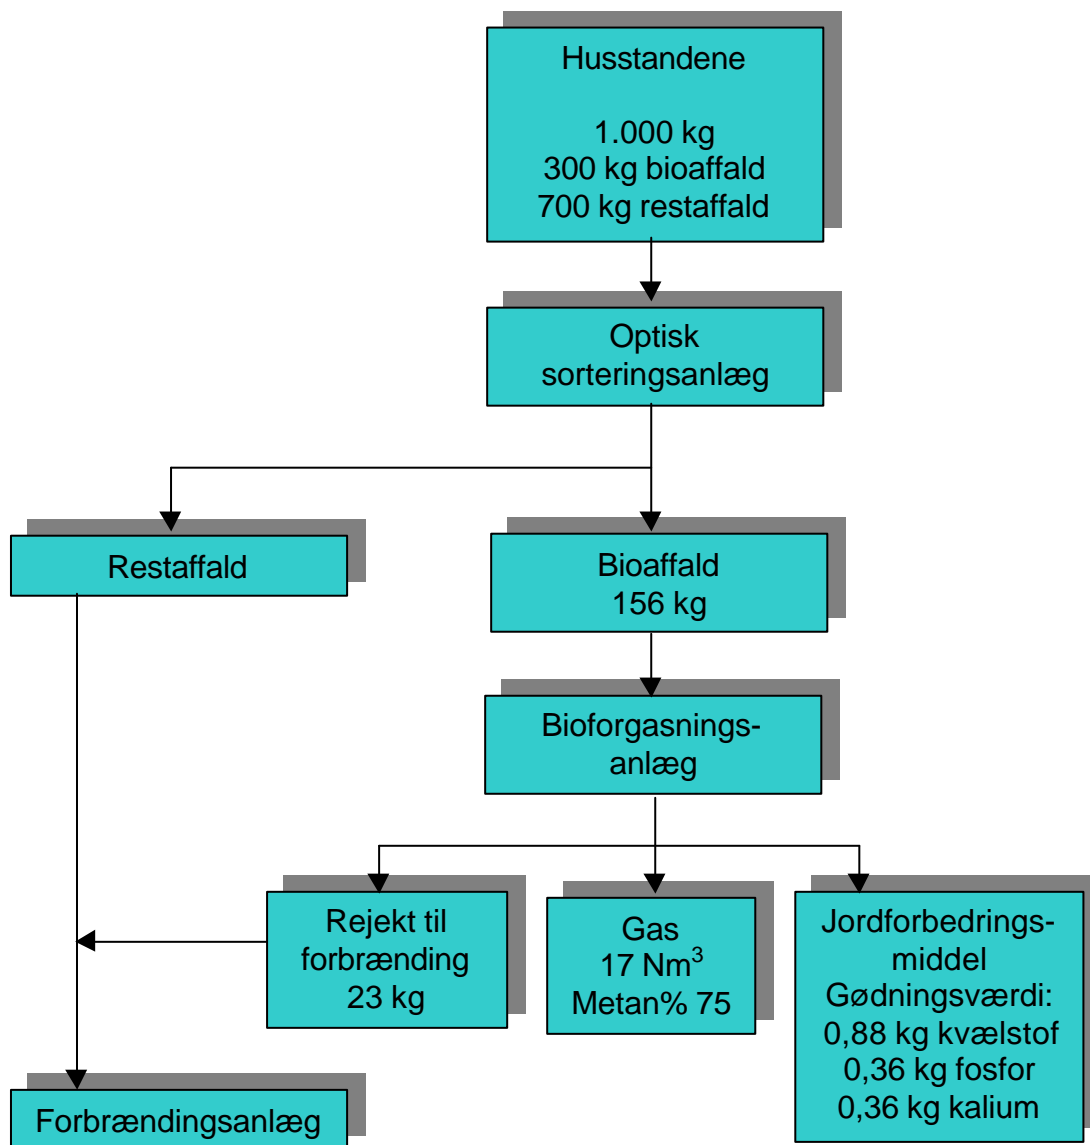 Husstandene
1.000 kg
300 kg bioaffald
700 kg restaffald
Optisk
sorteringsanlæg
Restaffald
Bioaffald
156 kg
Bioforgasnings-
anlæg
Rejekt til
forbrænding
23 kg
Gas
17 Nm³
Metan% 75
Jordforbedrings-
middel
Gødningsværdi:
0,88 kg kvælstof
0,36 kg fosfor
0,36 kg kalium
Forbrændingsanlæg